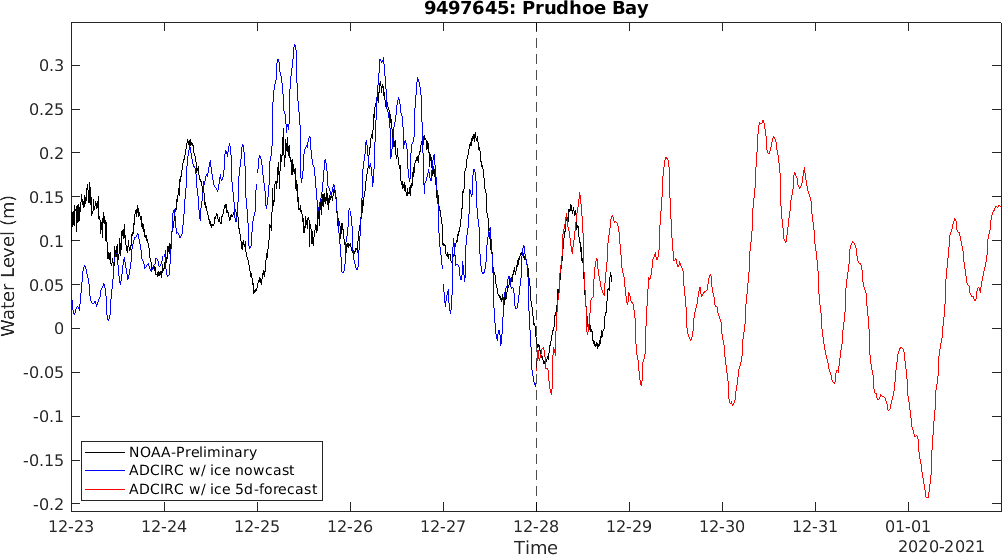 9497645: Prudhoe Bay
Water Level (m)
0.3
0.25
0.2
0.15
0.1
0.05
0
-0.05
-0.1
-0.15
-0.2
NOAA-Preliminary
ADCIRC w/ ice nowcast
ADCIRC w/ ice 5d-forecast
12-23 12-24 12-25 12-26 12-27 12-28 12-29 12-30 12-31 01-01
Time
2020-2021